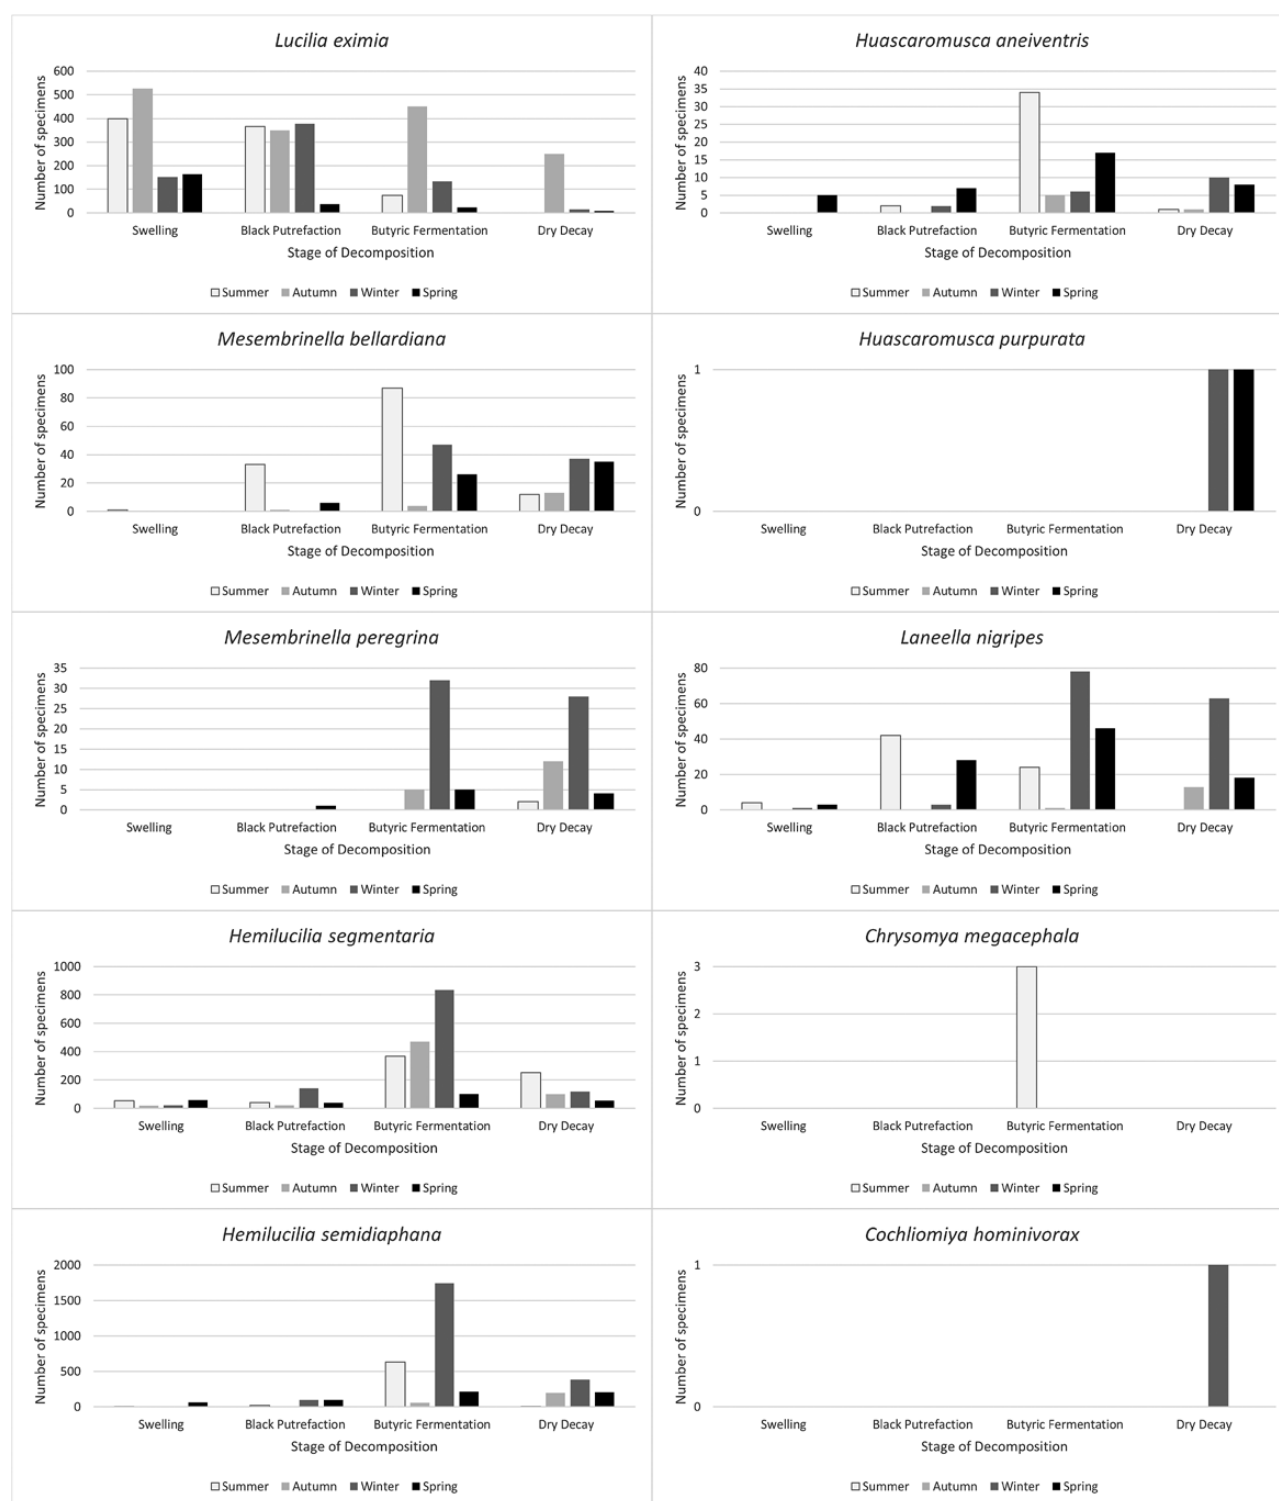 Lucilia eximia
Number of specimens
600
500
400
300
200
100
0
Swelling Black Putrefaction Butyric Fermentation Dry Decay
Stage of Decomposition
Summer Autumn Winter Spring
Huascaromusca aneiventris
Number of specimens
40
35
30
25
20
15
10
5
0
Swelling Black Putrefaction Butyric Fermentation Dry Decay
Stage of Decomposition
Summer Autumn Winter Spring
Mesembrinella bellardiana
Number of specimens
100
80
60
40
20
0
Swelling Black Putrefaction Butyric Fermentation Dry Decay
Stage of Decomposition
Summer Autumn Winter Spring
Huascaromusca purpurata
Number of specimens
1
0
Swelling Black Putrefaction Butyric Fermentation Dry Decay
Stage of Decomposition
Summer Autumn Winter Spring
Mesembrinella peregrina
Number of specimens
35
30
25
20
15
10
5
0
Swelling Black Putrefaction Butyric Fermentation Dry Decay
Stage of Decomposition
Summer Autumn Winter Spring
Laneella nigripes
Number of specimens
80
60
40
20
0
Swelling Black Putrefaction Butyric Fermentation Dry Decay
Stage of Decomposition
Summer Autumn Winter Spring
Hemilucilia segmentaria
Number of specimens
1000
800
600
400
200
0
Swelling Black Putrefaction Butyric Fermentation Dry Decay
Stage of Decomposition
Summer Autumn Winter Spring
Chrysomya megacephala
Number of specimens
3
2
1
0
Swelling Black Putrefaction Butyric Fermentation Dry Decay
Stage of Decomposition
Summer Autumn Winter Spring
Hemilucilia semidiaphana
Number of specimens
2000
1500
1000
500
0
Swelling Black Putrefaction Butyric Fermentation Dry Decay
Stage of Decomposition
Summer Autumn Winter Spring
Cochliomiya hominivorax
Number of specimens
1
0
Swelling Black Putrefaction Butyric Fermentation Dry Decay
Stage of Decomposition
Summer Autumn Winter Spring